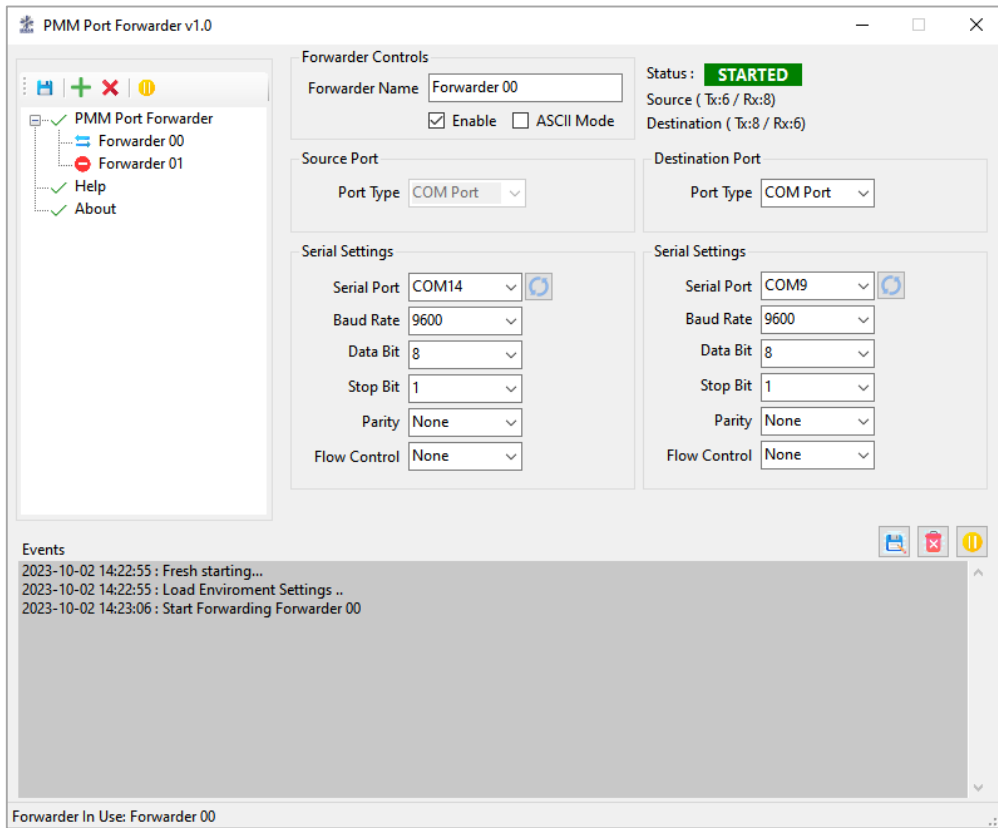 PMM Port Forwarder v1.0
PMM Port Forwarder
Forwarder 00
Forwarder 01
Help
About
Forwarder Controls
Forwarder Name Forwarder 00
Enable ASCII Mode
Status : STARTED
Source ( Tx:6 / Rx:8)
Destination ( Tx:8 / Rx:6)
Source Port
Port Type COM Port
Destination Port
Port Type COM Port
Serial Settings
Serial Port COM14
Baud Rate 9600
Data Bit 8
Stop Bit 1
Parity None
Flow Control None
Serial Settings
Serial Port COM9
Baud Rate 9600
Data Bit 8
Stop Bit 1
Parity None
Flow Control None
Events
2023-10-02 14:22:55 : Fresh starting...
2023-10-02 14:22:55 : Load Enviroment Settings ..
2023-10-02 14:23:06 : Start Forwarding Forwarder 00
Forwarder In Use: Forwarder 00